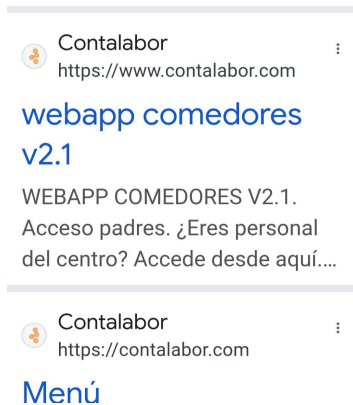 Contalabor
https://www.contalabor.com
webapp comedores
v2.1
WEBAPP COMEDORES V2.1.
Acceso padres. ¿Eres personal
del centro? Accede desde aquí....
Contalabor
https://contalabor.com
Menú